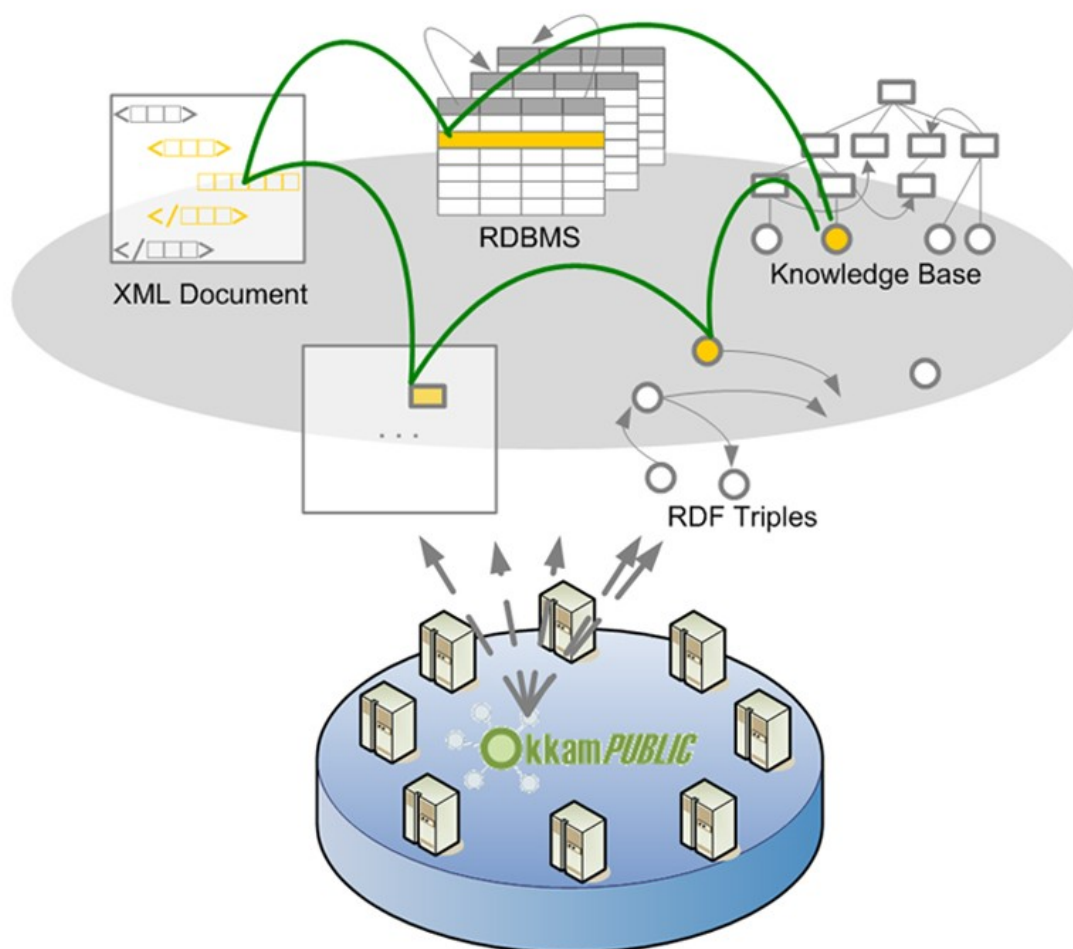 RDBMS
XML Document
Knowledge Base
. . .
RDF Triples
OkkamPUBLIC